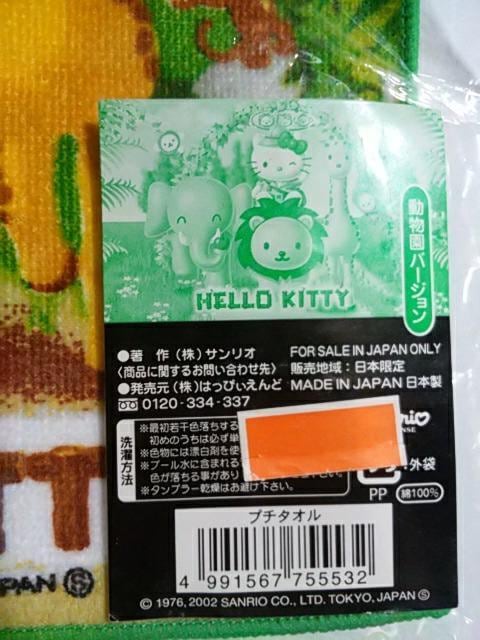 HELLO KITTY
動物園バージョン
●著 作(株)サンリオ
〈商品に関するお問い合わせ先〉
●発売元(株)はっぴいえんど
0120-334-337
FOR SALE IN JAPAN ONLY
販売地域:日本限定
MADE IN JAPAN 日本製
洗濯方法
※最初若干色落ちする
初めのうちは必ず単
※色物には漂白剤を使
※プール水に含まれる
色が落ちる事があり
※タンブラー乾燥はお避け下さい。
:外袋
PP
綿100%
プチタオル
4 991567 755532
© 1976, 2002 SANRIO CO., LTD. TOKYO, JAPAN Ⓢ
PAN Ⓢ